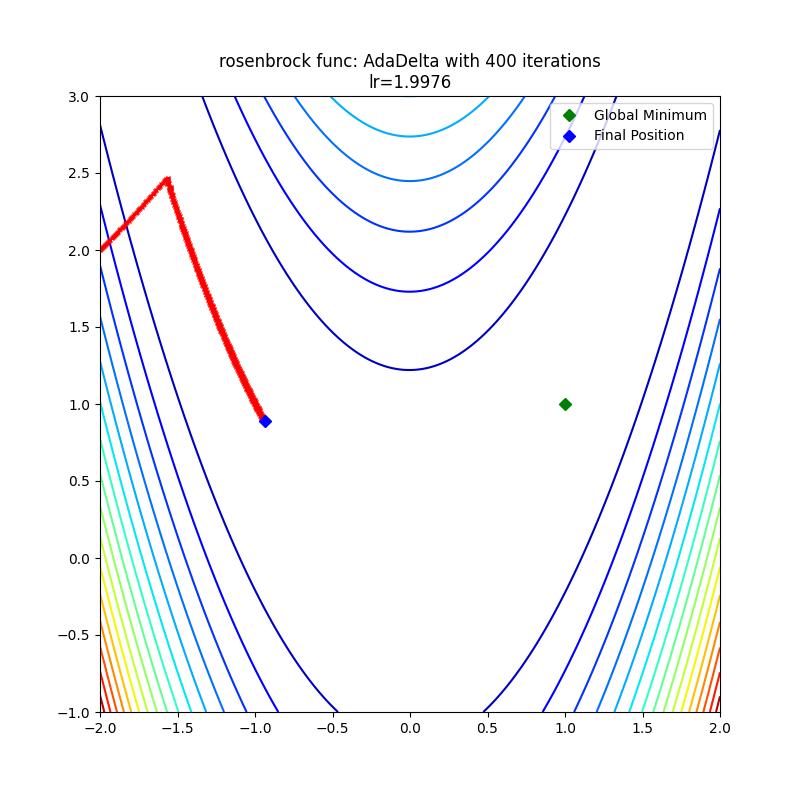 rosenbrock func: AdaDelta with 400 iterations
lr=1.9976
Global Minimum
Final Position
3.0
2.5
2.0
1.5
1.0
0.5
0.0
−0.5
−1.0
−2.0 −1.5 −1.0 −0.5 0.0 0.5 1.0 1.5 2.0